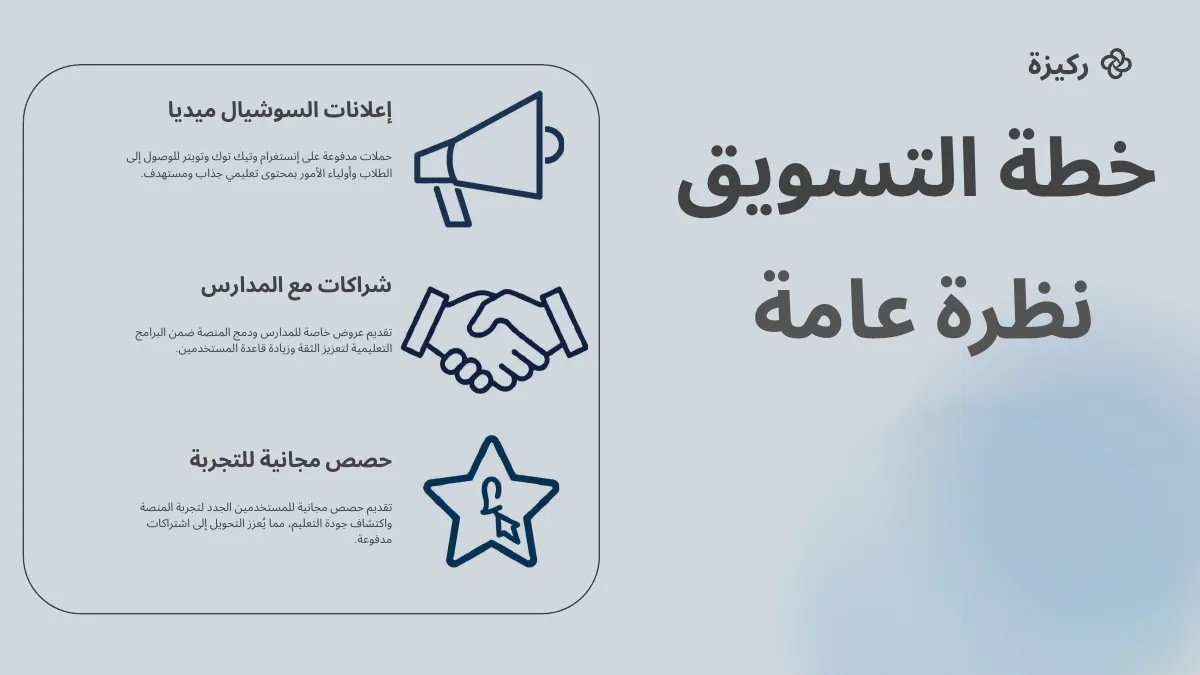 ركيزة
خطة التسويق
نظرة عامة
إعلانات السوشيال ميديا
حملات مدفوعة على إنستغرام وتيك توك وتويتر للوصول إلى
الطلاب وأولياء الأمور بمحتوى تعليمي جذاب ومستهدف.
شراكات مع المدارس
تقديم عروض خاصة للمدارس ودمج المنصة ضمن البرامج
التعليمية لتعزيز الثقة وزيادة قاعدة المستخدمين.
حصص مجانية للتجربة
تقديم حصص مجانية للمستخدمين الجدد لتجربة المنصة
واكتشاف جودة التعليم، مما يُعزز التحويل إلى اشتراكات
مدفوعة.